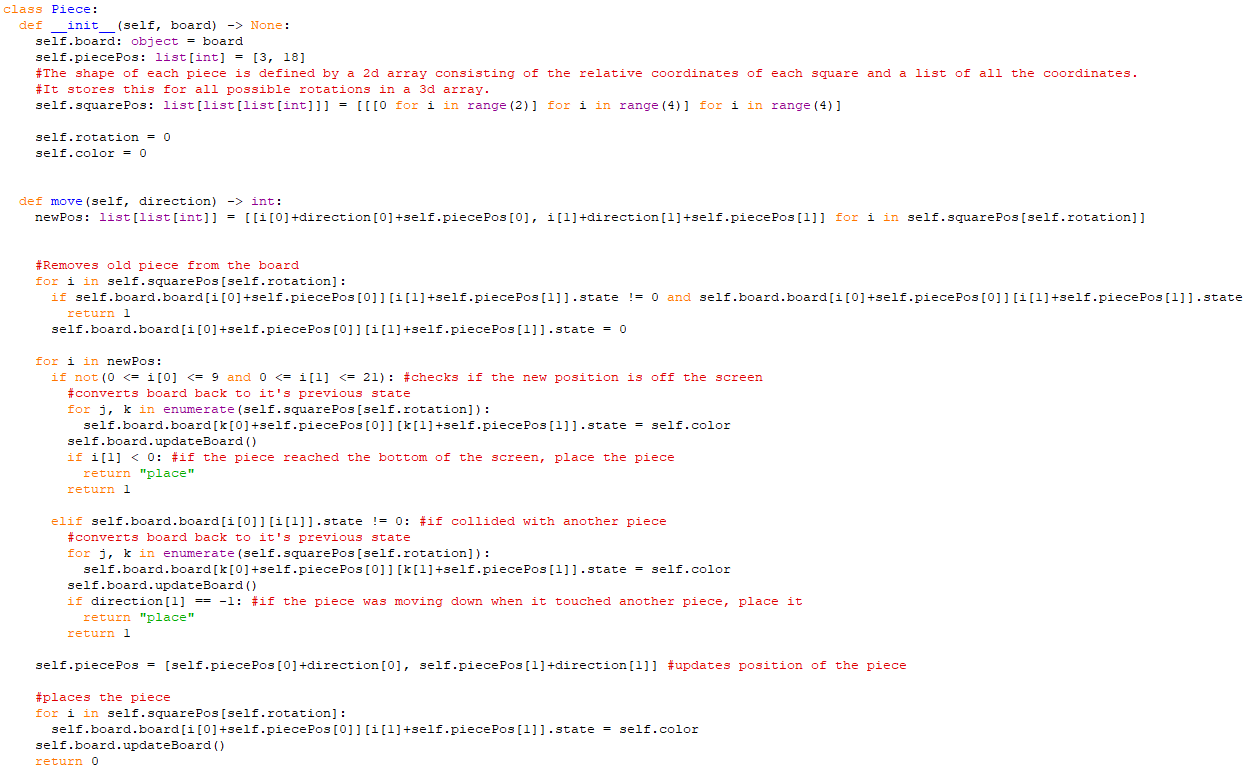 class Piece:
  def __init__(self, board) -> None:
    self.board: object = board
    self.piecePos: list[int] = [3, 18]
    #The shape of each piece is defined by a 2d array consisting of the relative coordinates of each square and a list of all the coordinates.
    #It stores this for all possible rotations in a 3d array.
    self.squarePos: list[list[list[int]]] = [[[0 for i in range(2)] for i in range(4)] for i in range(4)]

    self.rotation = 0
    self.color = 0


  def move(self, direction) -> int:
    newPos: list[list[int]] = [[i[0]+direction[0]+self.piecePos[0], i[1]+direction[1]+self.piecePos[1]] for i in self.squarePos[self.rotation]]


    #Removes old piece from the board
    for i in self.squarePos[self.rotation]:
      if self.board.board[i[0]+self.piecePos[0]][i[1]+self.piecePos[1]].state != 0 and self.board.board[i[0]+self.piecePos[0]][i[1]+self.piecePos[1]].state
        return 1
      self.board.board[i[0]+self.piecePos[0]][i[1]+self.piecePos[1]].state = 0

    for i in newPos:
      if not(0 <= i[0] <= 9 and 0 <= i[1] <= 21): #checks if the new position is off the screen
        #converts board back to it's previous state
        for j, k in enumerate(self.squarePos[self.rotation]):
          self.board.board[k[0]+self.piecePos[0]][k[1]+self.piecePos[1]].state = self.color
        self.board.updateBoard()
        if i[1] < 0: #if the piece reached the bottom of the screen, place the piece
          return "place"
        return 1

      elif self.board.board[i[0]][i[1]].state != 0: #if collided with another piece
        #converts board back to it's previous state
        for j, k in enumerate(self.squarePos[self.rotation]):
          self.board.board[k[0]+self.piecePos[0]][k[1]+self.piecePos[1]].state = self.color
        self.board.updateBoard()
        if direction[1] == -1: #if the piece was moving down when it touched another piece, place it
          return "place"
        return 1

    self.piecePos = [self.piecePos[0]+direction[0], self.piecePos[1]+direction[1]] #updates position of the piece

    #places the piece
    for i in self.squarePos[self.rotation]:
      self.board.board[i[0]+self.piecePos[0]][i[1]+self.piecePos[1]].state = self.color
    self.board.updateBoard()
    return 0